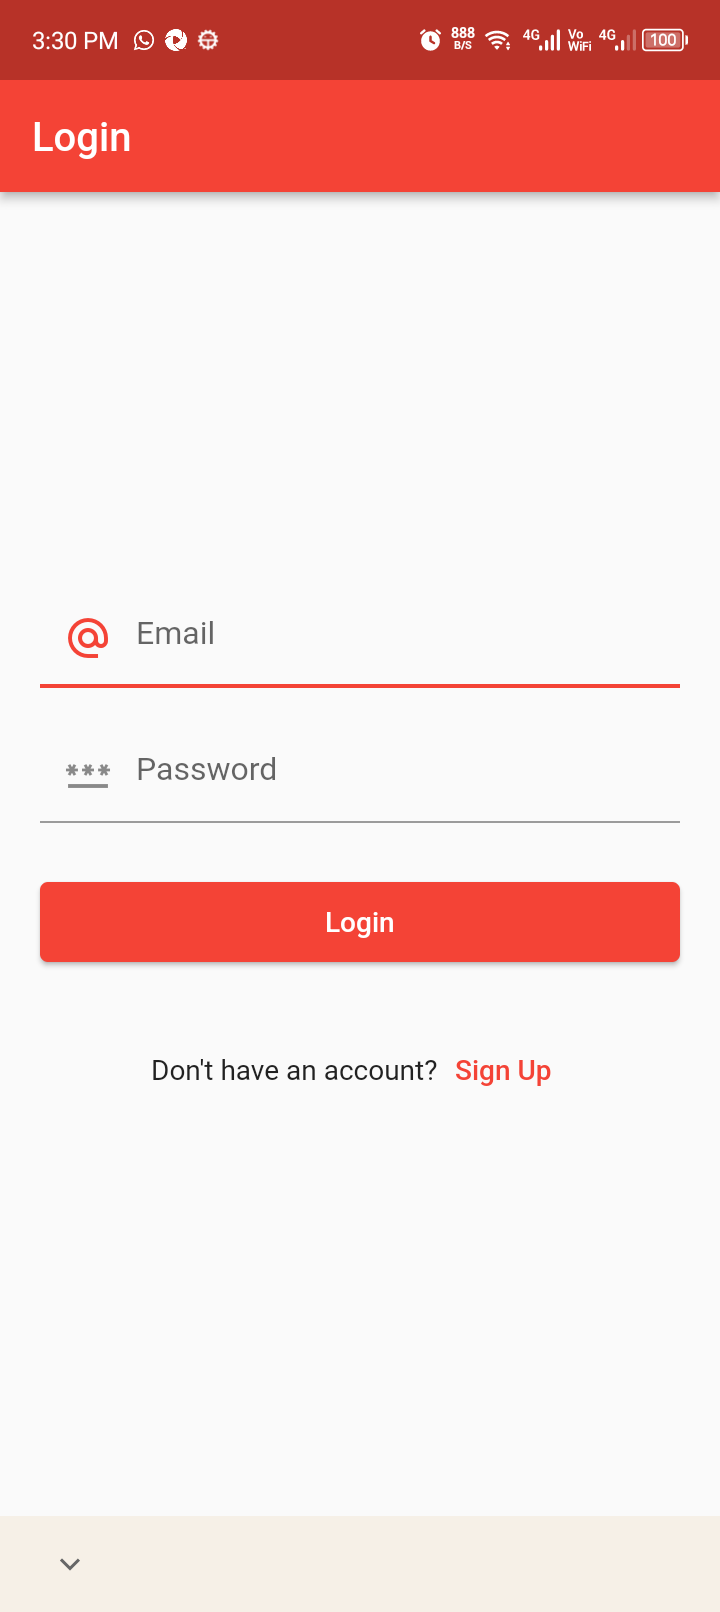 3:30 PM 888 B/S 4G Vo WiFi 4G 100
Login
Email
*** Password
Login
Don't have an account? Sign Up